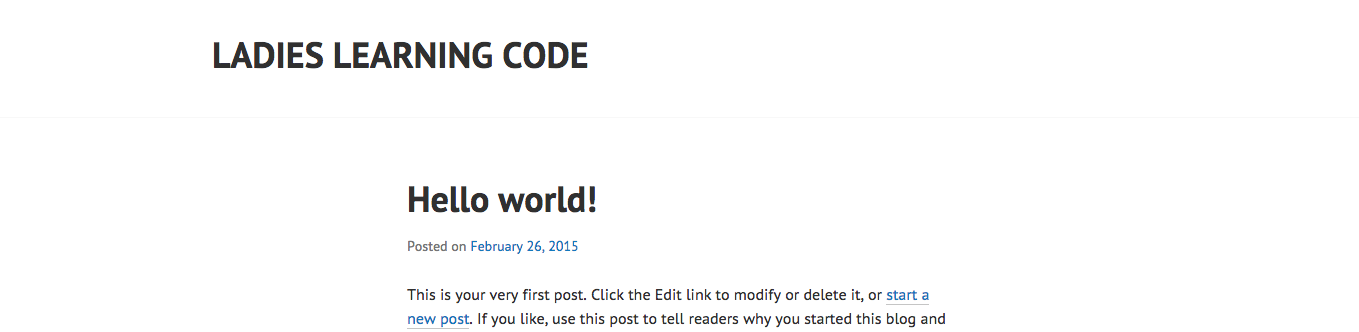 LADIES LEARNING CODE
Hello world!
Posted on February 26, 2015
This is your very first post. Click the Edit link to modify or delete it, or start a
new post. If you like, use this post to tell readers why you started this blog and